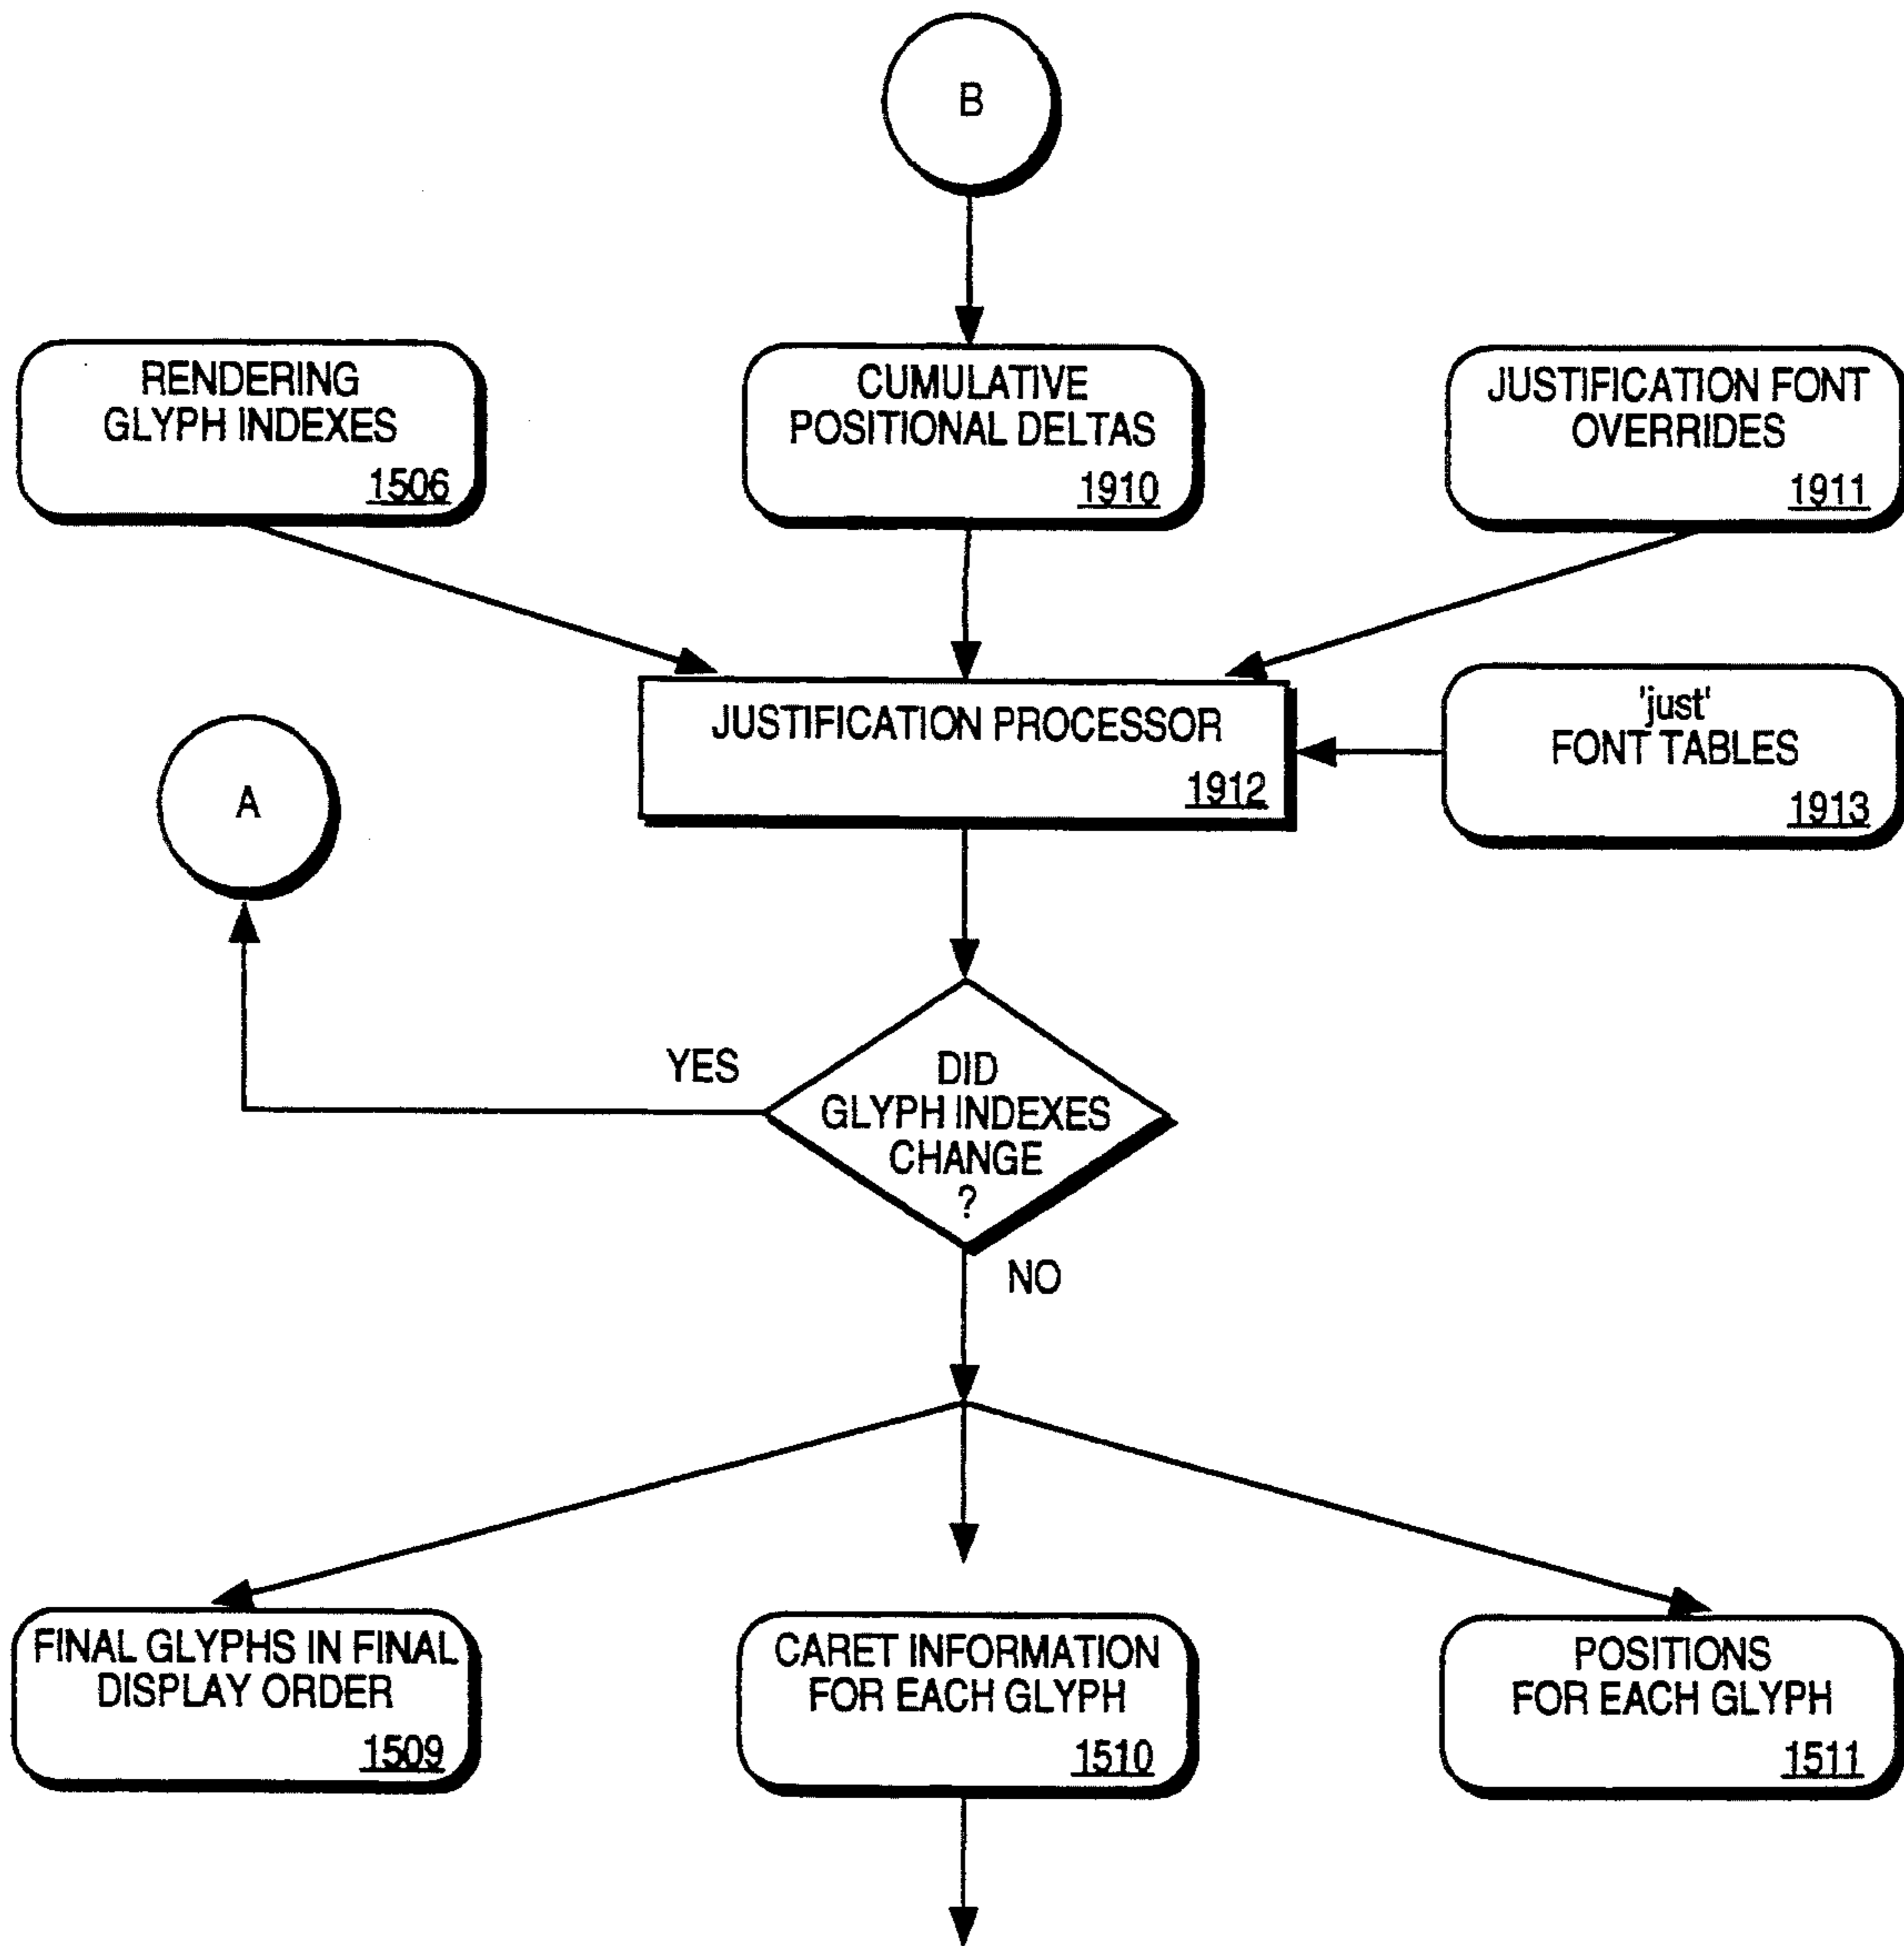 B
RENDERING
GLYPH INDEXES
1506
CUMULATIVE
POSITIONAL DELTAS
1910
JUSTIFICATION FONT
OVERRIDES
1911
JUSTIFICATION PROCESSOR
1912
'just'
FONT TABLES
1913
A
YES
DID
GLYPH INDEXES
CHANGE
?
NO
FINAL GLYPHS IN FINAL
DISPLAY ORDER
1509
CARET INFORMATION
FOR EACH GLYPH
1510
POSITIONS
FOR EACH GLYPH
1511